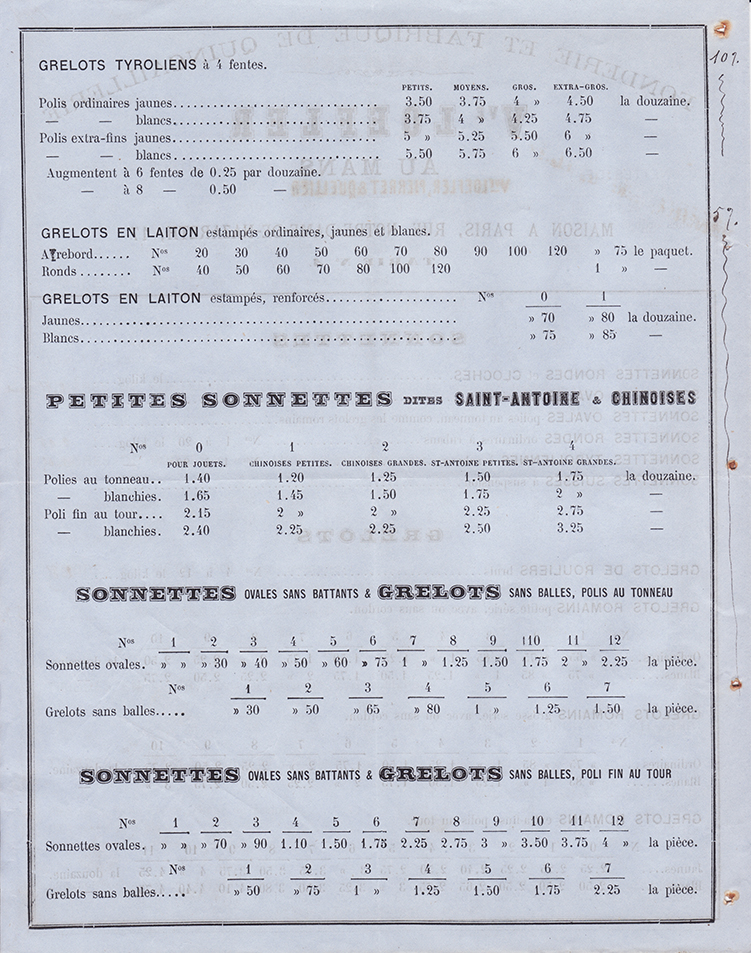 GRELOTS TYROLIENS à 4 fentes.
PETITS. MOYENS. GROS. EXTRA-GROS.
Polis ordinaires jaunes 3.50 3.75 4 » 4.50 la douzaine.
— blancs 3.75 4 » 4.25 4.75 —
Polis extra-fins jaunes 5 » 5.25 5.50 6 » —
— — blancs 5.50 5.75 6 » 6.50 —
Augmentent à 6 fentes de 0.25 par douzaine.
— à 8 — 0.50 —
10%.
GRELOTS EN LAITON estampés ordinaires, jaunes et blancs.
A rebord...... Nos 20 30 40 50 60 70 80 90 100 120 » 75 le paquet.
Ronds ........ Nos 40 50 60 70 80 100 120 1 » —
5%.
GRELOTS EN LAITON estampés, renforcés Nos 0 1
Jaunes » 70 » 80 la douzaine.
Blancs » 75 » 85 —
PETITES SONNETTES DITES SAINT-ANTOINE & CHINOISES
Nos 0 1 2 3 4
POUR JOUETS. CHINOISES PETITES. CHINOISES GRANDES. ST-ANTOINE PETITES. ST-ANTOINE GRANDES.
Polies au tonneau.. 1.40 1.20 1.25 1.50 1.75 la douzaine.
— blanchies. 1.65 1.45 1.50 1.75 2 » —
Poli fin au tour.... 2.15 2 » 2 » 2.25 2.75 —
— blanchies. 2.40 2.25 2.25 2.50 3.25 —
SONNETTES OVALES SANS BATTANTS & GRELOTS SANS BALLES, POLIS AU TONNEAU
Nos 1 2 3 4 5 6 7 8 9 110 11 12
Sonnettes ovales. » » » 30 » 40 » 50 » 60 » 75 1 » 1.25 1.50 1.75 2 » 2.25 la pièce.
Nos 1 2 3 4 5 6 7
Grelots sans balles..... » 30 » 50 » 65 » 80 1 » 1.25 1.50 la pièce.
SONNETTES OVALES SANS BATTANTS & GRELOTS SANS BALLES, POLI FIN AU TOUR
Nos 1 2 3 4 5 6 7 8 9 10 11 12
Sonnettes ovales. » » » 70 » 90 1.10 1.50 1.75 2.25 2.75 3 » 3.50 3.75 4 » la pièce.
Nos 1 2 3 4 5 6 7
Grelots sans balles..... » 50 » 75 1 » 1.25 1.50 1.75 2.25 la pièce.